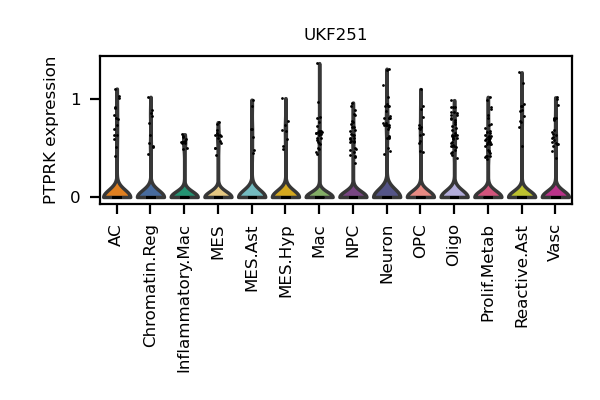 UKF251
PTPRK expression
1
0
AC
Chromatin.Reg
Inflammatory.Mac
MES
MES.Ast
MES.Hyp
Mac
NPC
Neuron
OPC
Oligo
Prolif.Metab
Reactive.Ast
Vasc